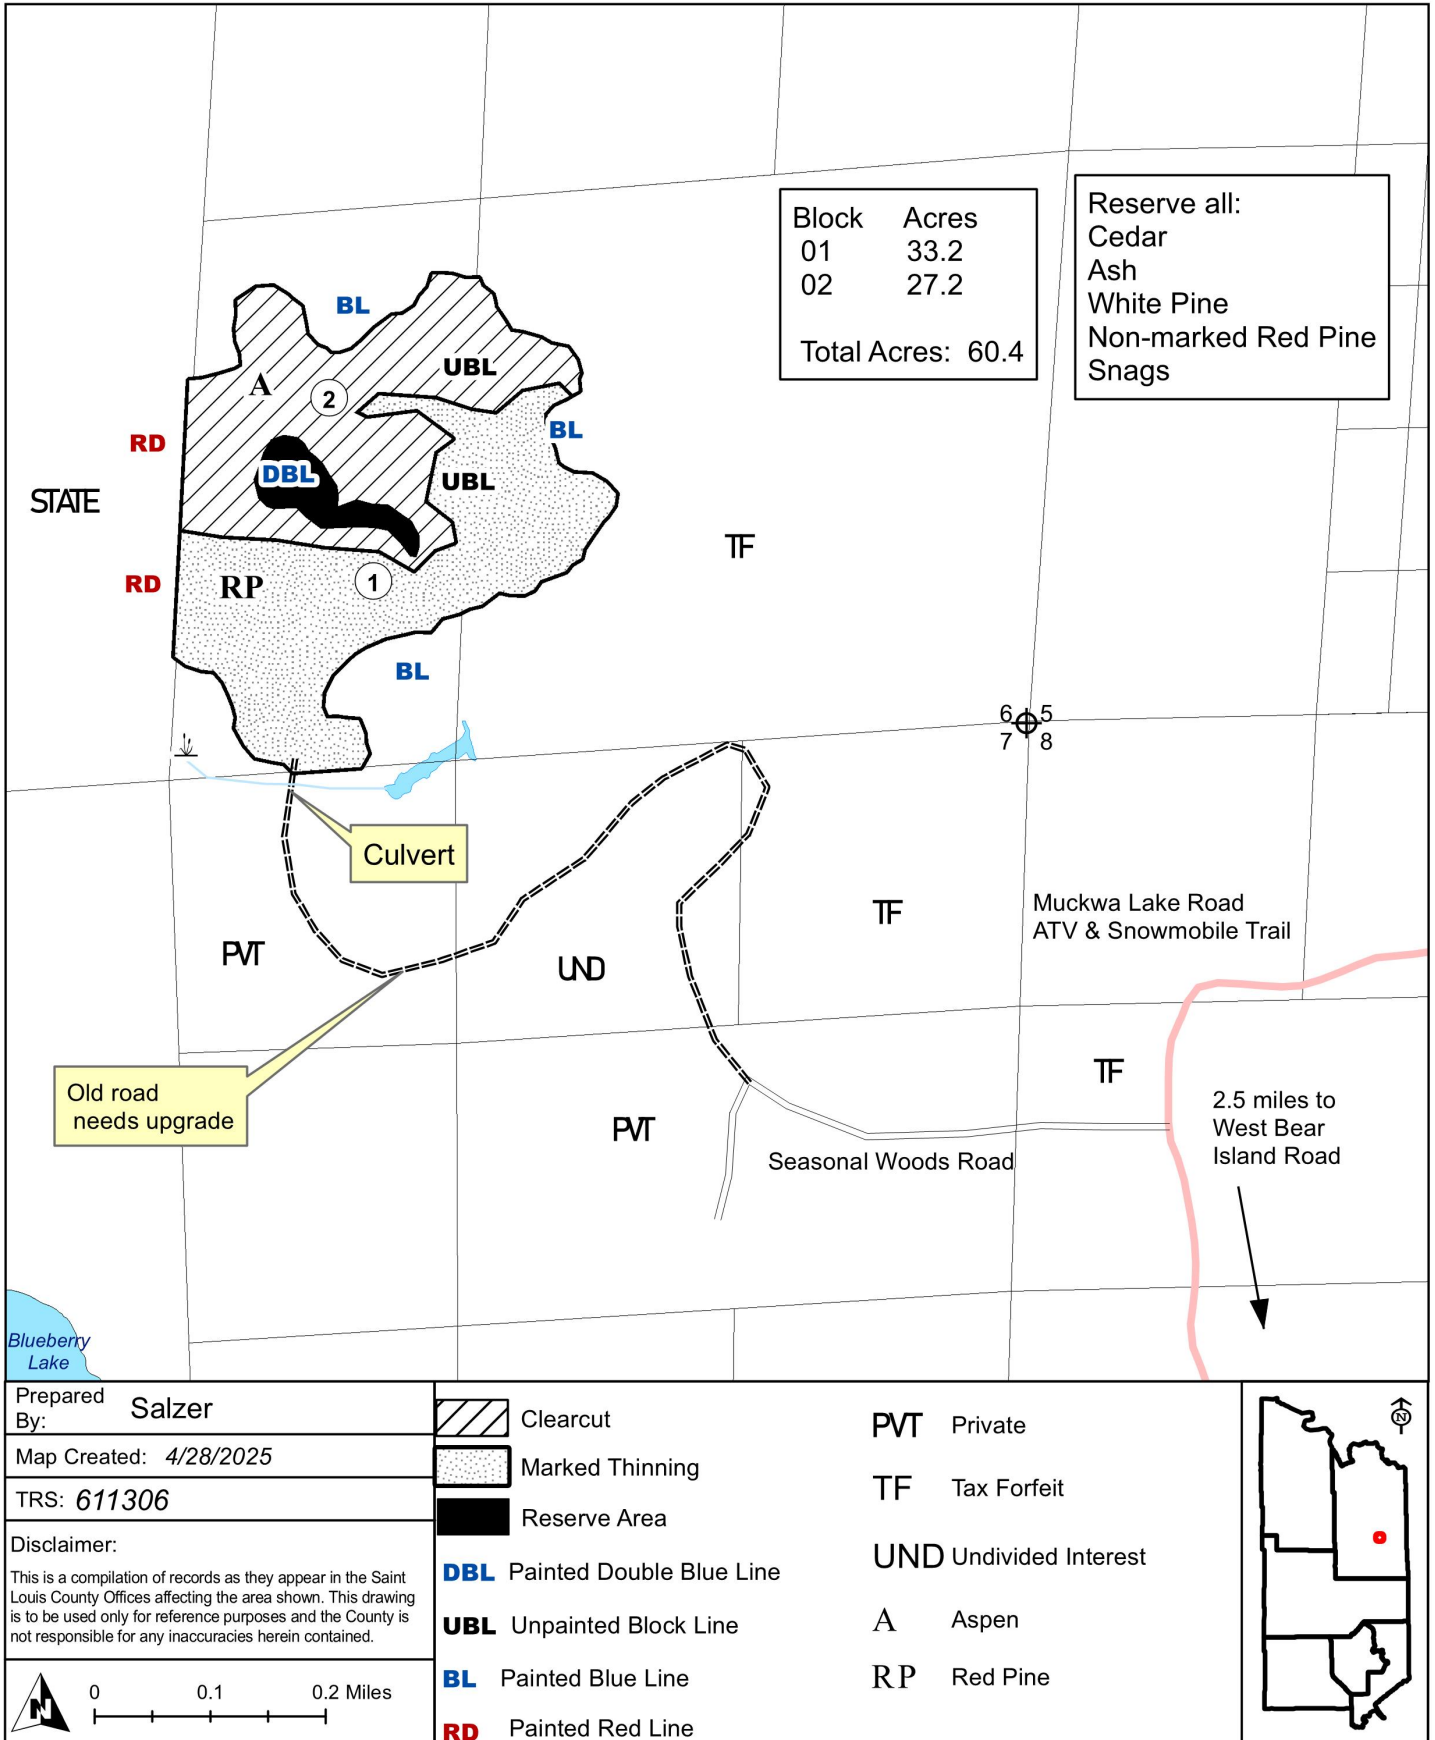 Block Acres
01 33.2
02 27.2
Total Acres: 60.4
Reserve all:
Cedar
Ash
White Pine
Non-marked Red Pine
Snags
BL
UBL
A
2
RD
BL
DBL
UBL
STATE
TF
RD
RP
1
BL
6 5
7 8
Culvert
PVT
UND
TF
Muckwa Lake Road
ATV & Snowmobile Trail
Old road
needs upgrade
TF
PVT
Seasonal Woods Road
2.5 miles to
West Bear
Island Road
Blueberry
Lake
Prepared
By: Salzer
Map Created: 4/28/2025
TRS: 611306
Disclaimer:
This is a compilation of records as they appear in the Saint
Louis County Offices affecting the area shown. This drawing
is to be used only for reference purposes and the County is
not responsible for any inaccuracies herein contained.
N
0 0.1 0.2 Miles
Clearcut
Marked Thinning
Reserve Area
DBL Painted Double Blue Line
UBL Unpainted Block Line
BL Painted Blue Line
RD Painted Red Line
PVT Private
TF Tax Forfeit
UND Undivided Interest
A Aspen
RP Red Pine
N